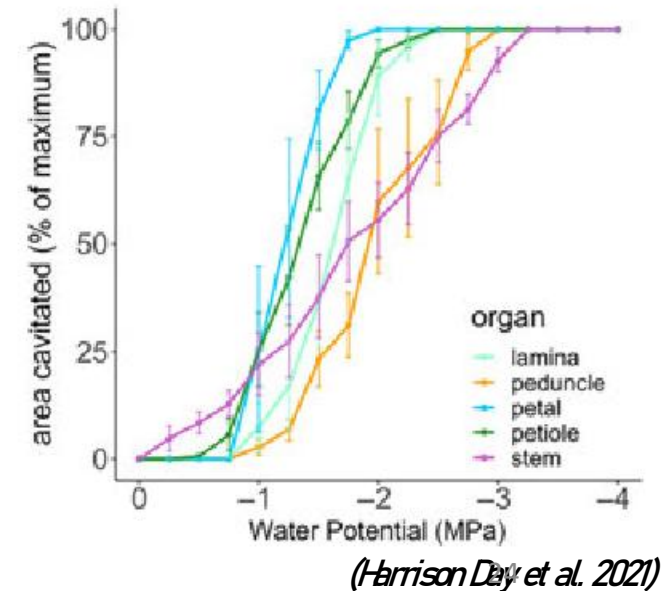 area cavitated (% of maximum)
100
75
50
25
0
organ
lamina
peduncle
petal
petiole
stem
0 −1 −2 −3 −4
Water Potential (MPa)
(Harrison Day et al. 2021)
24